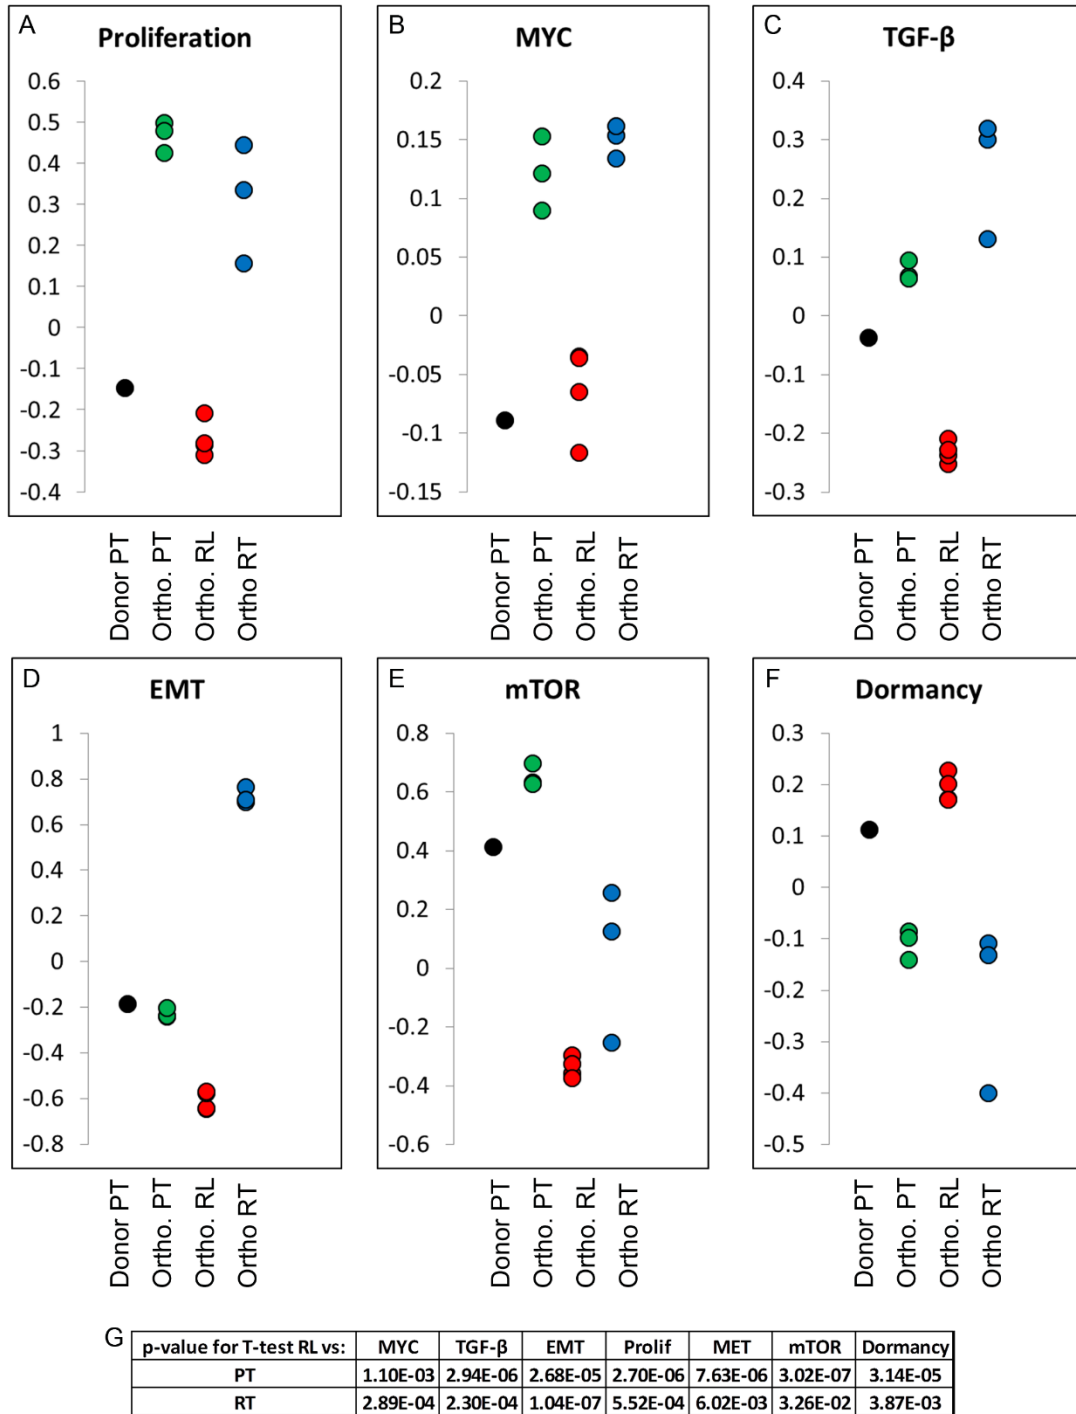 A
Proliferation
0.6
0.5
0.4
0.3
0.2
0.1
0
-0.1
-0.2
-0.3
-0.4
Donor PT
Ortho. PT
Ortho. RL
Ortho RT
B
MYC
0.2
0.15
0.1
0.05
0
-0.05
-0.1
-0.15
Donor PT
Ortho. PT
Ortho. RL
Ortho RT
C
TGF-β
0.4
0.3
0.2
0.1
0
-0.1
-0.2
-0.3
Donor PT
Ortho. PT
Ortho. RL
Ortho RT
D
EMT
1
0.8
0.6
0.4
0.2
0
-0.2
-0.4
-0.6
-0.8
Donor PT
Ortho. PT
Ortho. RL
Ortho RT
E
mTOR
0.8
0.6
0.4
0.2
0
-0.2
-0.4
-0.6
Donor PT
Ortho. PT
Ortho. RL
Ortho RT
F
Dormancy
0.3
0.2
0.1
0
-0.1
-0.2
-0.3
-0.4
-0.5
Donor PT
Ortho. PT
Ortho. RL
Ortho RT
G
p-value for T-test RL vs: MYC TGF-β EMT Prolif MET mTOR Dormancy
PT 1.10E-03 2.94E-06 2.68E-05 2.70E-06 7.63E-06 3.02E-07 3.14E-05
RT 2.89E-04 2.30E-04 1.04E-07 5.52E-04 6.02E-03 3.26E-02 3.87E-03